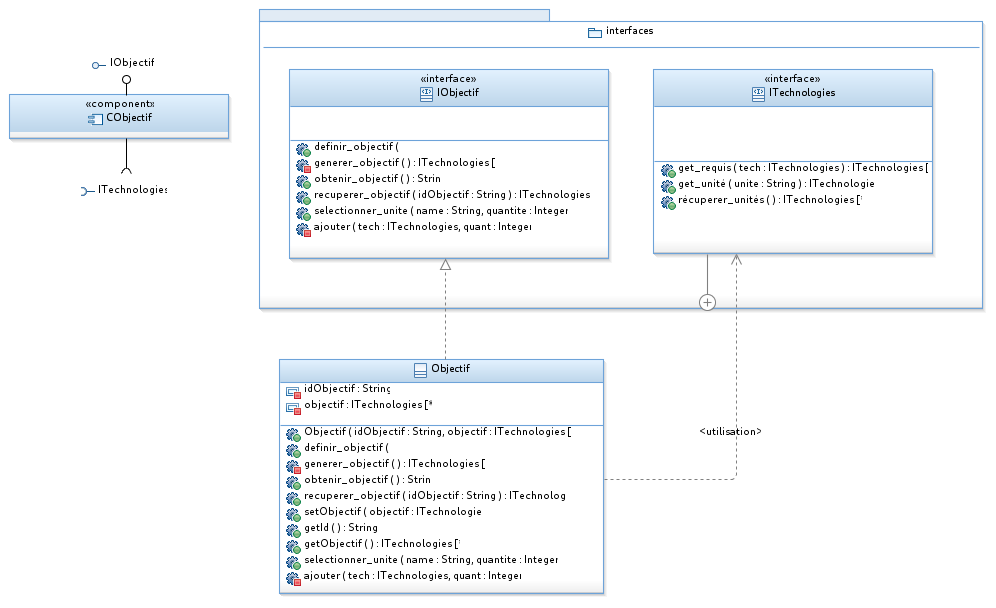 IObjectif
«component»
CObjectif
ITechnologies
interfaces
«interface»
IObjectif
definir_objectif (
generer_objectif ( ) : ITechnologies [
obtenir_objectif ( ) : Strin
recuperer_objectif ( idObjectif : String ) : ITechnologies
selectionner_unite ( name : String, quantite : Integer
ajouter ( tech : ITechnologies, quant : Integer
«interface»
ITechnologies
get_requis ( tech : ITechnologies ) : ITechnologies [
get_unité ( unite : String ) : ITechnologie
récuperer_unités ( ) : ITechnologies [*
Objectif
idObjectif : String
objectif : ITechnologies [*
Objectif ( idObjectif : String, objectif : ITechnologies [
definir_objectif (
generer_objectif ( ) : ITechnologies [
obtenir_objectif ( ) : Strin
recuperer_objectif ( idObjectif : String ) : ITechnolog
setObjectif ( objectif : ITechnologie
getId ( ) : String
getObjectif ( ) : ITechnologies [*
selectionner_unite ( name : String, quantite : Integer
ajouter ( tech : ITechnologies, quant : Integer
<utilisation>